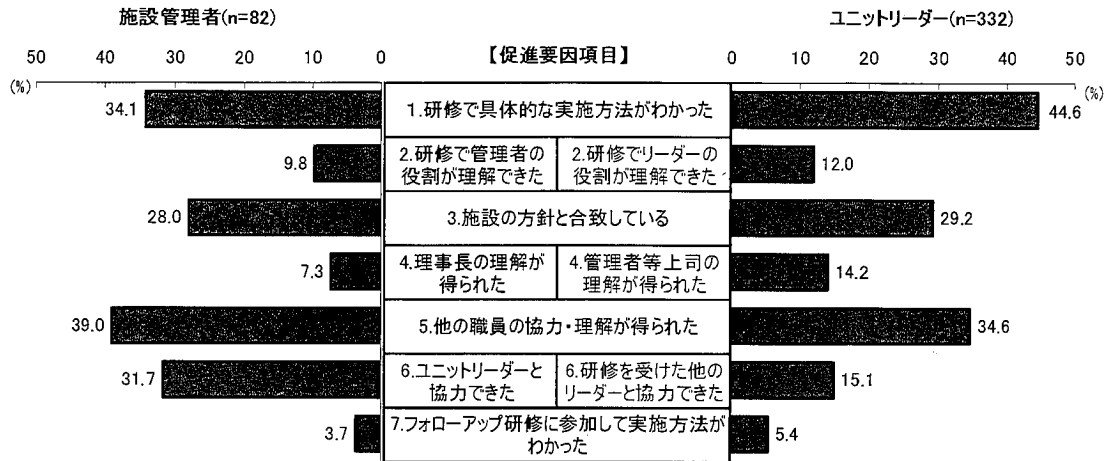 施設管理者(n=82)
ユニットリーダー(n=332)
50 40 30 20 10 0
【促進要因項目】
0 10 20 30 40 50
(%)
(%)
34.1
1.研修で具体的な実施方法がわかった
44.6
9.8
2.研修で管理者の
役割が理解できた
2.研修でリーダーの
役割が理解できた
12.0
28.0
3.施設の方針と合致している
29.2
7.3
4.理事長の理解が
得られた
4.管理者等上司の
理解が得られた
14.2
39.0
5.他の職員の協力・理解が得られた
34.6
31.7
6.ユニットリーダーと
協力できた
6.研修を受けた他の
リーダーと協力できた
15.1
3.7
7.フォローアップ研修に参加して実施方法が
わかった
5.4